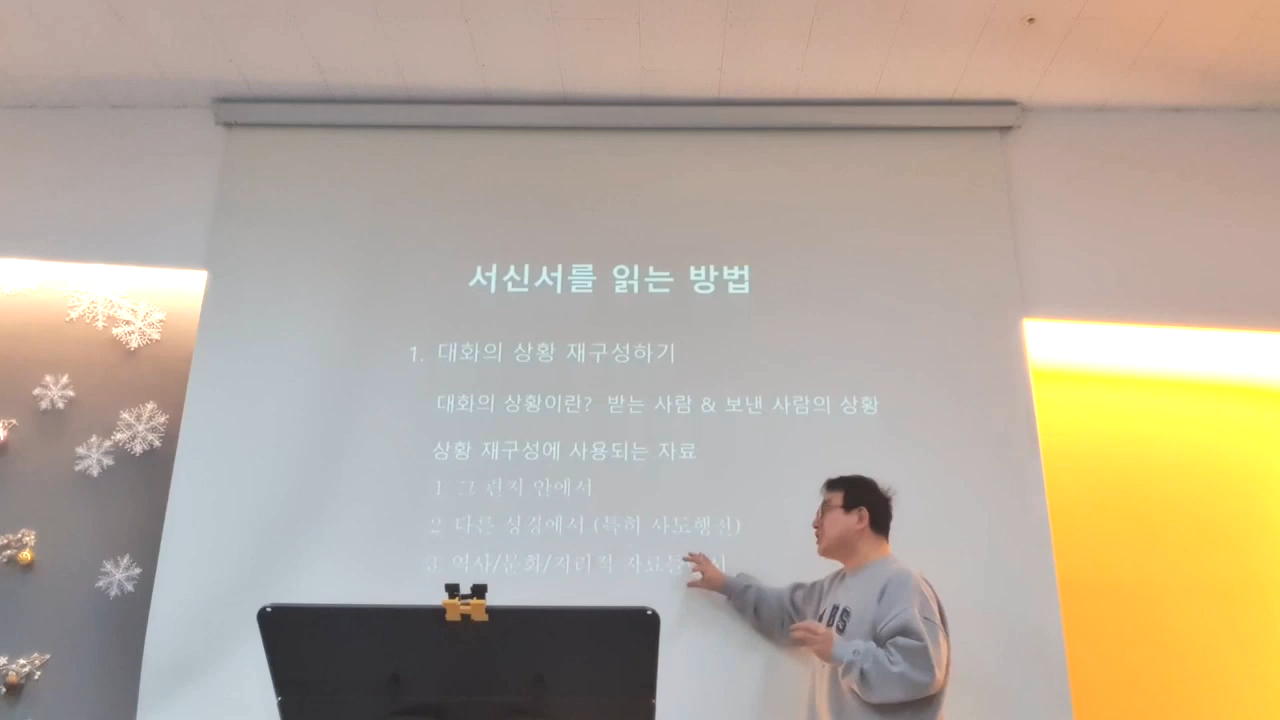 서신서를 읽는 방법
1. 대화의 상황 재구성하기
대화의 상황이란? 받는 사람 & 보낸 사람의 상황
상황 재구성에 사용되는 자료
1. 그 편지 안에서
2. 다른 성경에서 (특히 사도행전)
3. 역사/문화/지리적